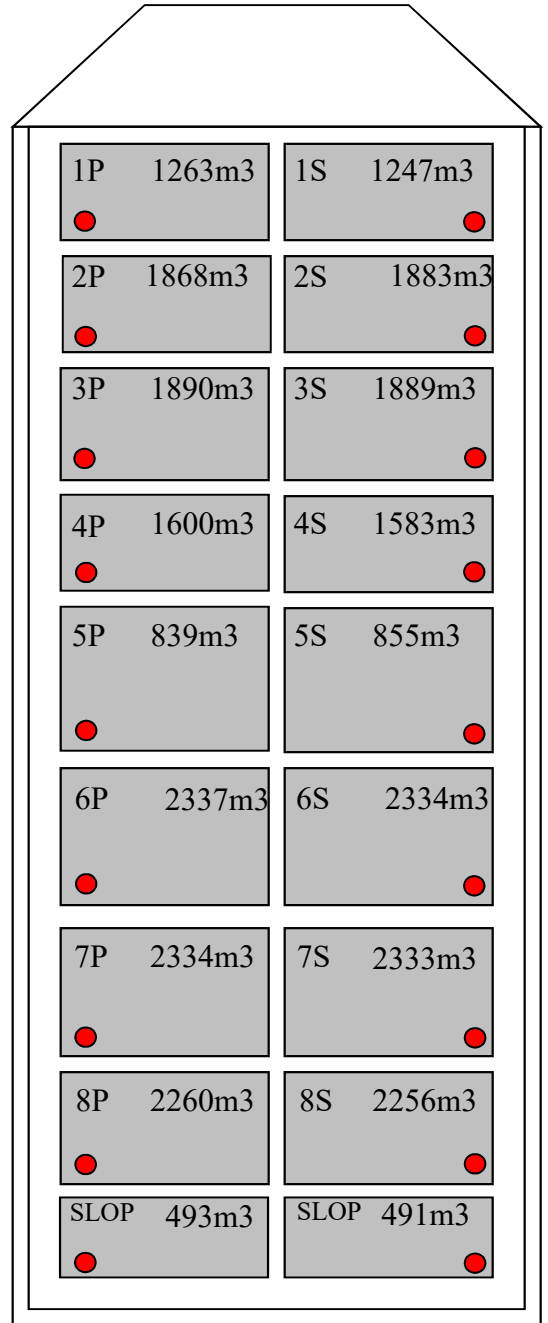 1P 1263m3 1S 1247m3
2P 1868m3 2S 1883m3
3P 1890m3 3S 1889m3
4P 1600m3 4S 1583m3
5P 839m3 5S 855m3
6P 2337m3 6S 2334m3
7P 2334m3 7S 2333m3
8P 2260m3 8S 2256m3
SLOP 493m3 SLOP 491m3